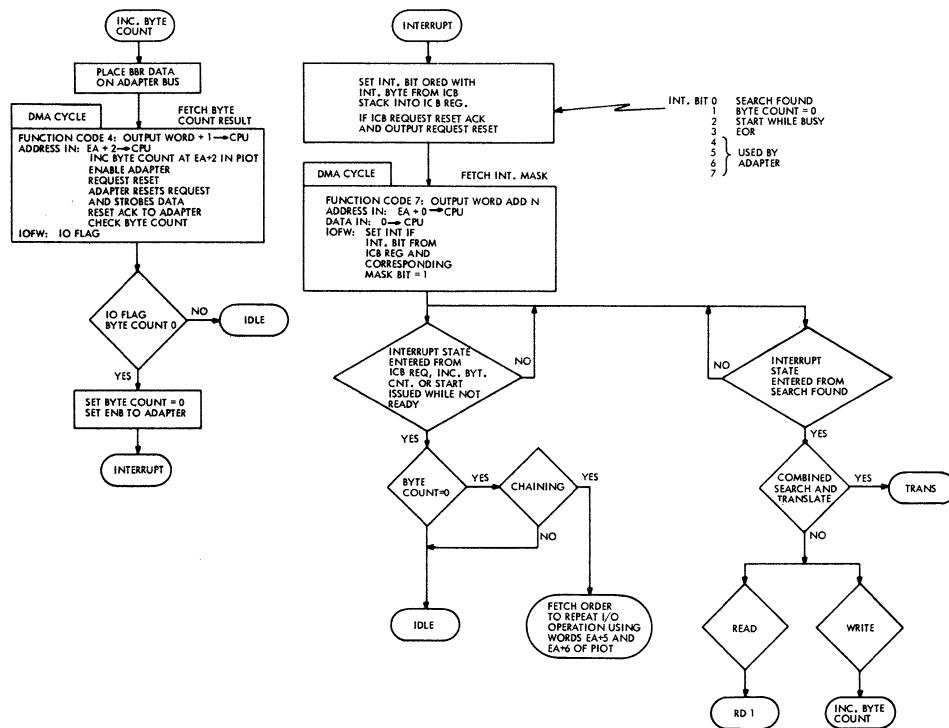 INC. BYTE
COUNT
PLACE BBR DATA
ON ADAPTER BUS
DMA CYCLE
FETCH BYTE
COUNT RESULT
FUNCTION CODE 4: OUTPUT WORD + 1→CPU
ADDRESS IN: EA + 2→CPU
INC BYTE COUNT AT EA+2 IN PIOT
ENABLE ADAPTER
REQUEST RESET
ADAPTER RESETS REQUEST
AND STROBES DATA
RESET ACK TO ADAPTER
CHECK BYTE COUNT
IOFW: IO FLAG
IO FLAG
BYTE COUNT 0
NO
IDLE
YES
SET BYTE COUNT = 0
SET ENB TO ADAPTER
INTERRUPT
INTERRUPT
SET INT. BIT ORED WITH
INT. BYTE FROM ICB
STACK INTO ICB REG.
IF ICB REQUEST RESET ACK
AND OUTPUT REQUEST RESET
INT. BIT 0 SEARCH FOUND
1 BYTE COUNT = 0
2 START WHILE BUSY
3 EOR
4
5 USED BY
6 ADAPTER
7
DMA CYCLE
FETCH INT. MASK
FUNCTION CODE 7: OUTPUT WORD ADD N
ADDRESS IN: EA + 0→CPU
DATA IN: 0→CPU
IOFW: SET INT IF
INT. BIT FROM
ICB REG AND
CORRESPONDING
MASK BIT = 1
INTERRUPT STATE
ENTERED FROM
ICB REQ, INC. BYT.
CNT. OR START
ISSUED WHILE NOT
READY
NO
YES
BYTE
COUNT=0
YES
CHAINING
YES
NO
IDLE
FETCH ORDER
TO REPEAT I/O
OPERATION USING
WORDS EA+5 AND
EA+6 OF PIOT
NO
INTERRUPT
STATE
ENTERED FROM
SEARCH FOUND
YES
COMBINED
SEARCH AND
TRANSLATE
YES
TRANS
NO
READ
WRITE
RD 1
INC. BYTE
COUNT